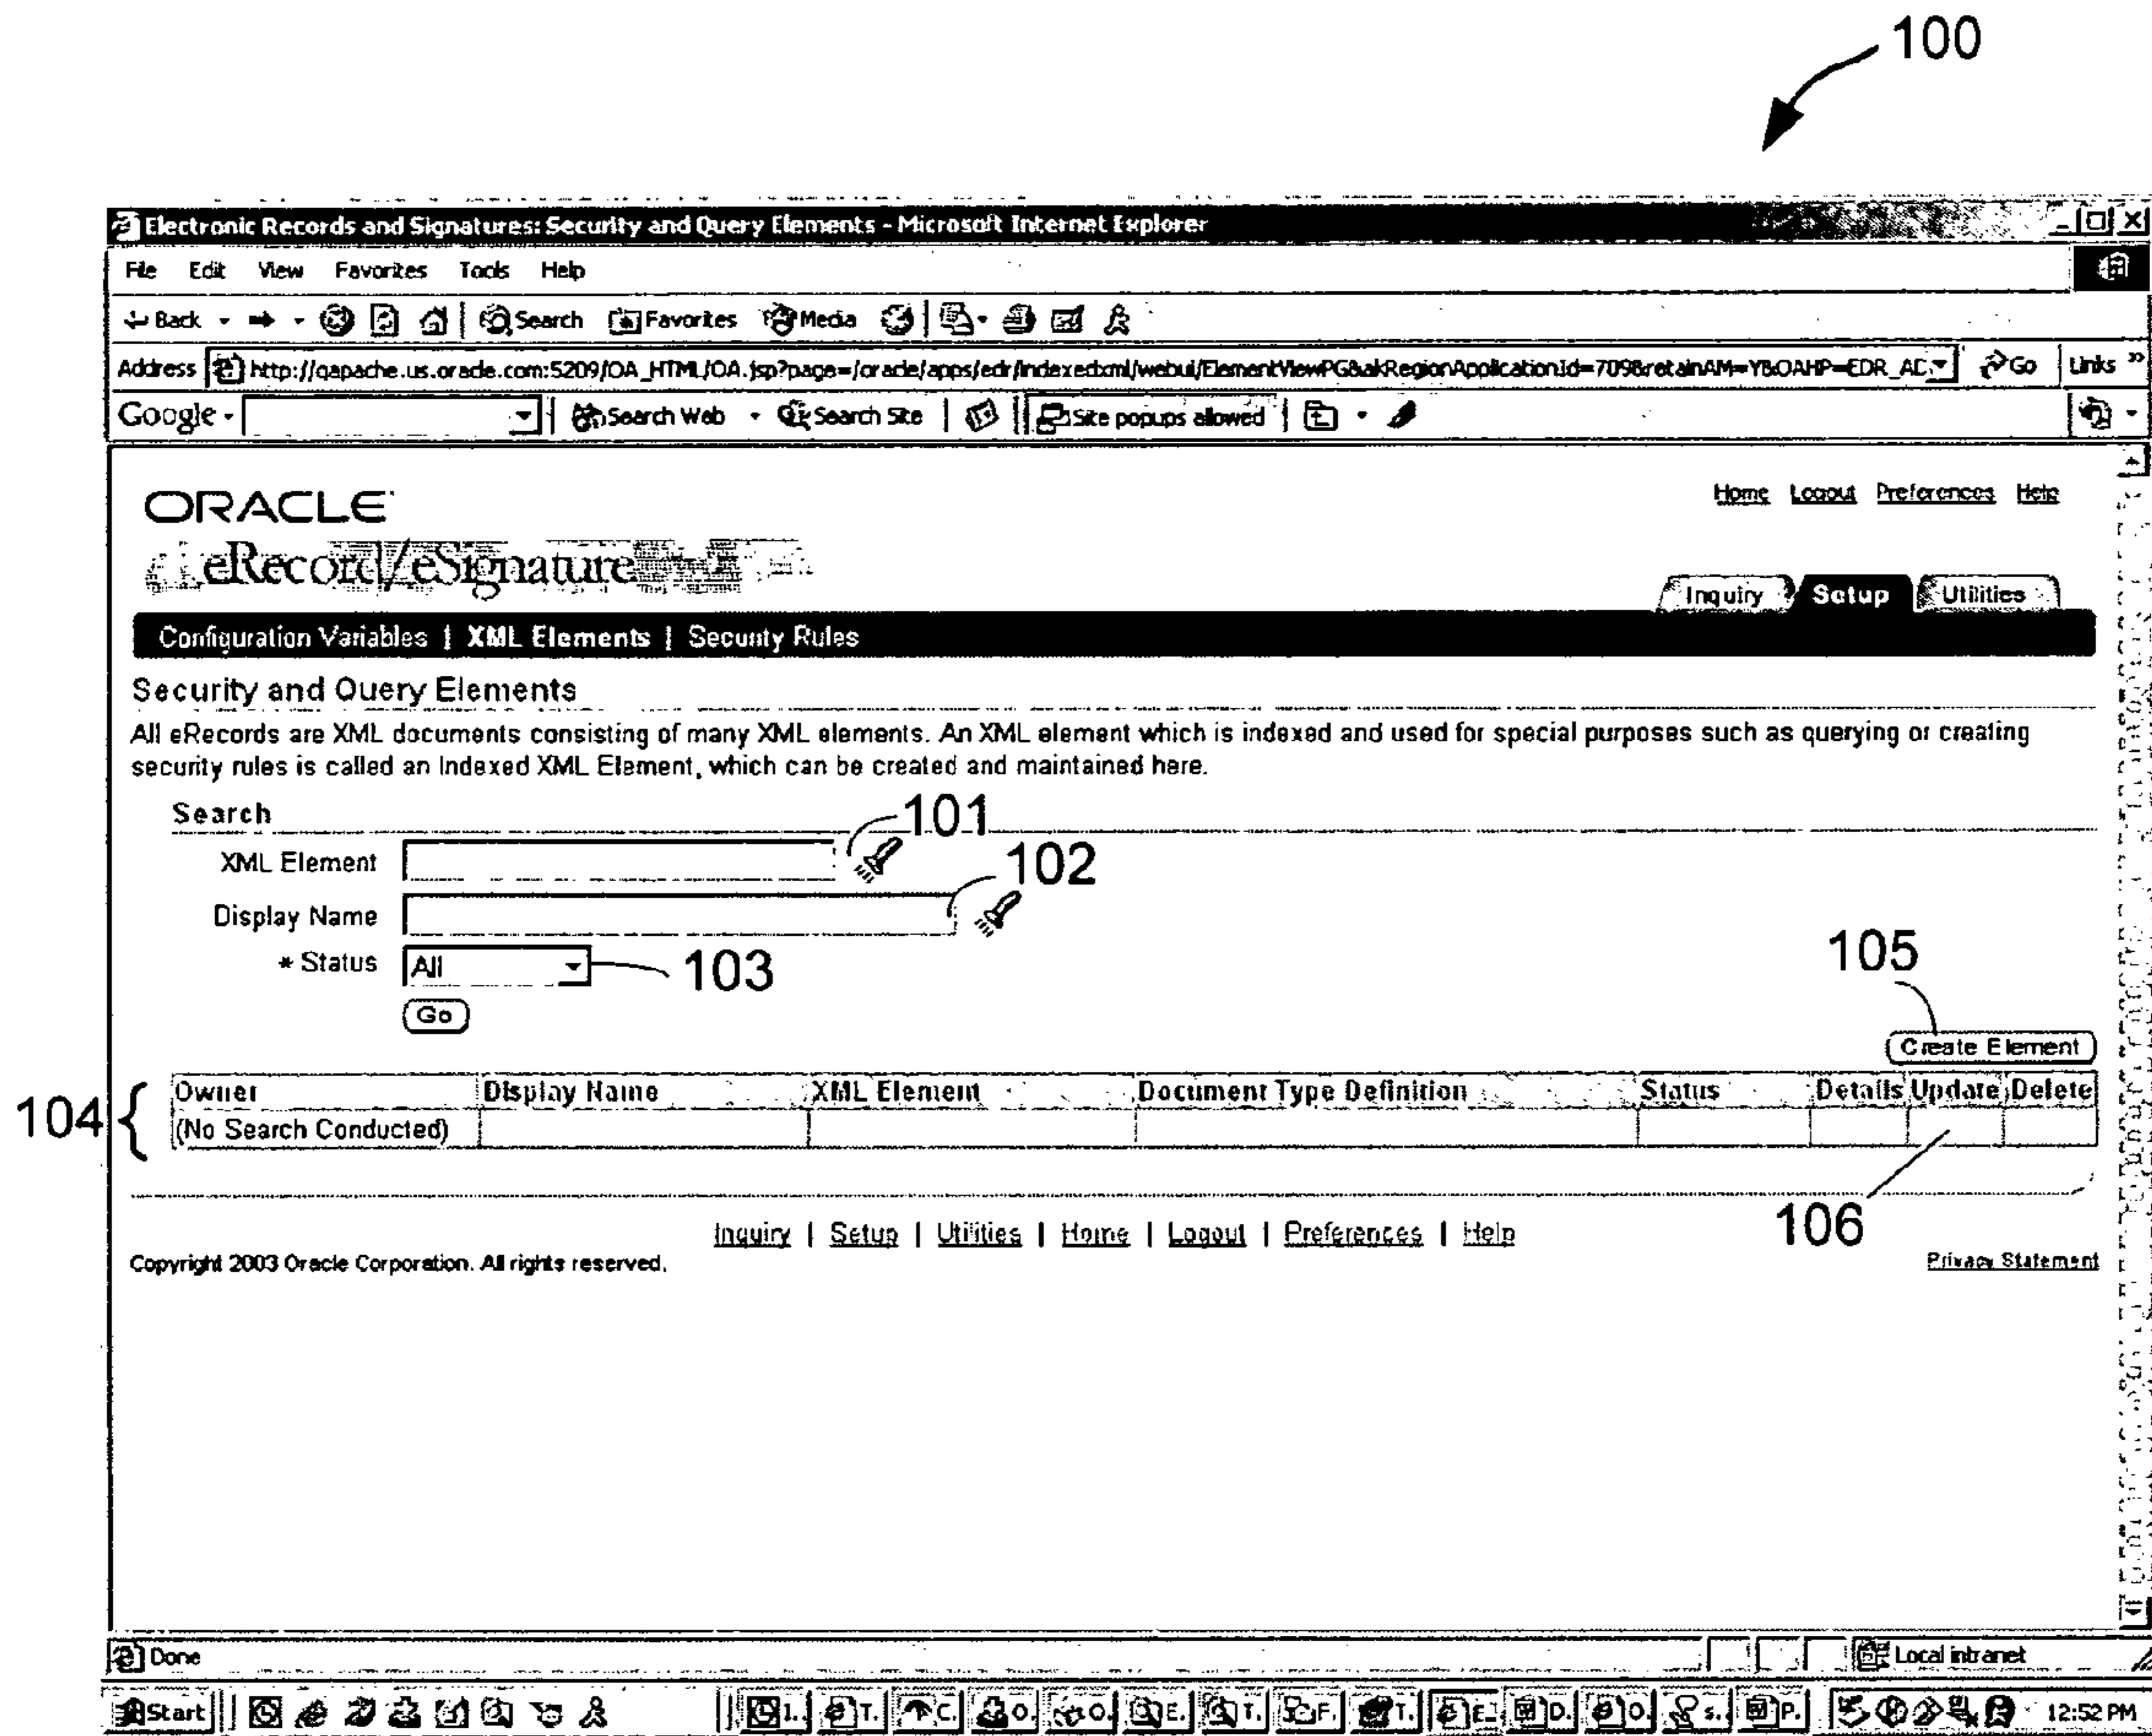 100
Electronic Records and Signatures: Security and Query Elements - Microsoft Internet Explorer
File Edit View Favorites Tools Help
Back Search Favorites Media
Address http://qapache.us.oracle.com:5209/OA_HTML/OA.jsp?page=/oracle/apps/edr/indexedxml/webui/ElementViewPG&akRegionApplicationId=709&retainAM=Y&OAHP=EDR_AD Go Links »
Google Search Web Search Site Site popups allowed
ORACLE Home Logout Preferences Help
eRecord/eSignature
Inquiry Setup Utilities
Configuration Variables | XML Elements | Security Rules
Security and Query Elements
All eRecords are XML documents consisting of many XML elements. An XML element which is indexed and used for special purposes such as querying or creating
security rules is called an Indexed XML Element, which can be created and maintained here.
Search 101
XML Element 102
Display Name
* Status All 103 105
Go
Create Element
104 Owner Display Name XML Element Document Type Definition Status Details Update Delete
(No Search Conducted)
106
Inquiry | Setup | Utilities | Home | Logout | Preferences | Help
Copyright 2003 Oracle Corporation. All rights reserved. Privacy Statement
Done Local intranet
Start 1.. T. C. O. O. E. T. F. T. E.. D. O. s.. P. 12:52 PM